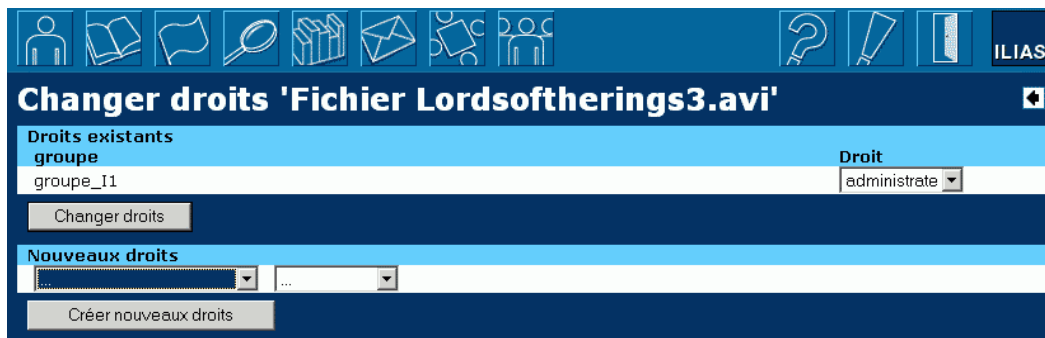 ILIAS
Changer droits 'Fichier Lordsoftherings3.avi'
Droits existants
groupe Droit
groupe_I1 administrate
Changer droits
Nouveaux droits
... ...
Créer nouveaux droits